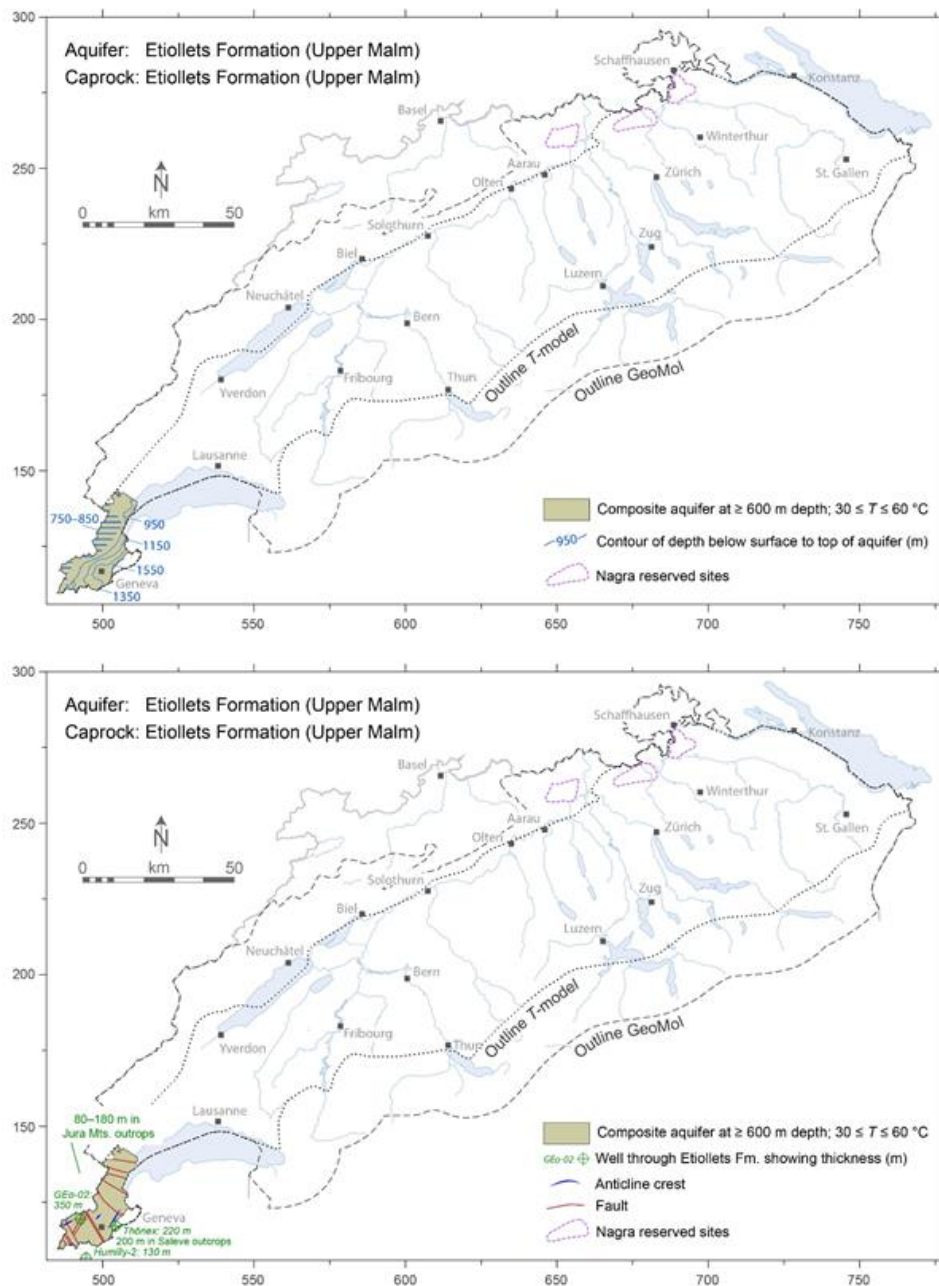 300
Aquifer: Etiollets Formation (Upper Malm)
Caprock: Etiollets Formation (Upper Malm)
Schaffhausen
Konstanz
Basel
Winterthur
250
Aarau
Zürich
St. Gallen
Olten
N
0 km 50
Solothurn
Zug
Biel
Luzern
Neuchâtel
200
Bern
Outline T-model
Fribourg
Thun
Yverdon
Outline GeoMol
Lausanne
150
Composite aquifer at ≥ 600 m depth; 30 ≤ T ≤ 60 °C
750–850
950
950 Contour of depth below surface to top of aquifer (m)
1150
1550
Nagra reserved sites
Geneva
1350
500 550 600 650 700 750
300
Aquifer: Etiollets Formation (Upper Malm)
Caprock: Etiollets Formation (Upper Malm)
Schaffhausen
Konstanz
Basel
Winterthur
250
Aarau
Zürich
St. Gallen
Olten
N
0 km 50
Solothurn
Zug
Biel
Luzern
Neuchâtel
200
Bern
Outline T-model
Fribourg
Thur
Yverdon
Outline GeoMol
Lausanne
150
80–180 m in
Jura Mts. outrops
Composite aquifer at ≥ 600 m depth; 30 ≤ T ≤ 60 °C
GEo-02 Well through Etiollets Fm. showing thickness (m)
Anticline crest
GEo-02
350 m
Fault
Geneva
Thônex: 220 m
200 m in Saleve outcrops
Nagra reserved sites
Humilly-2: 130 m
500 550 600 650 700 750